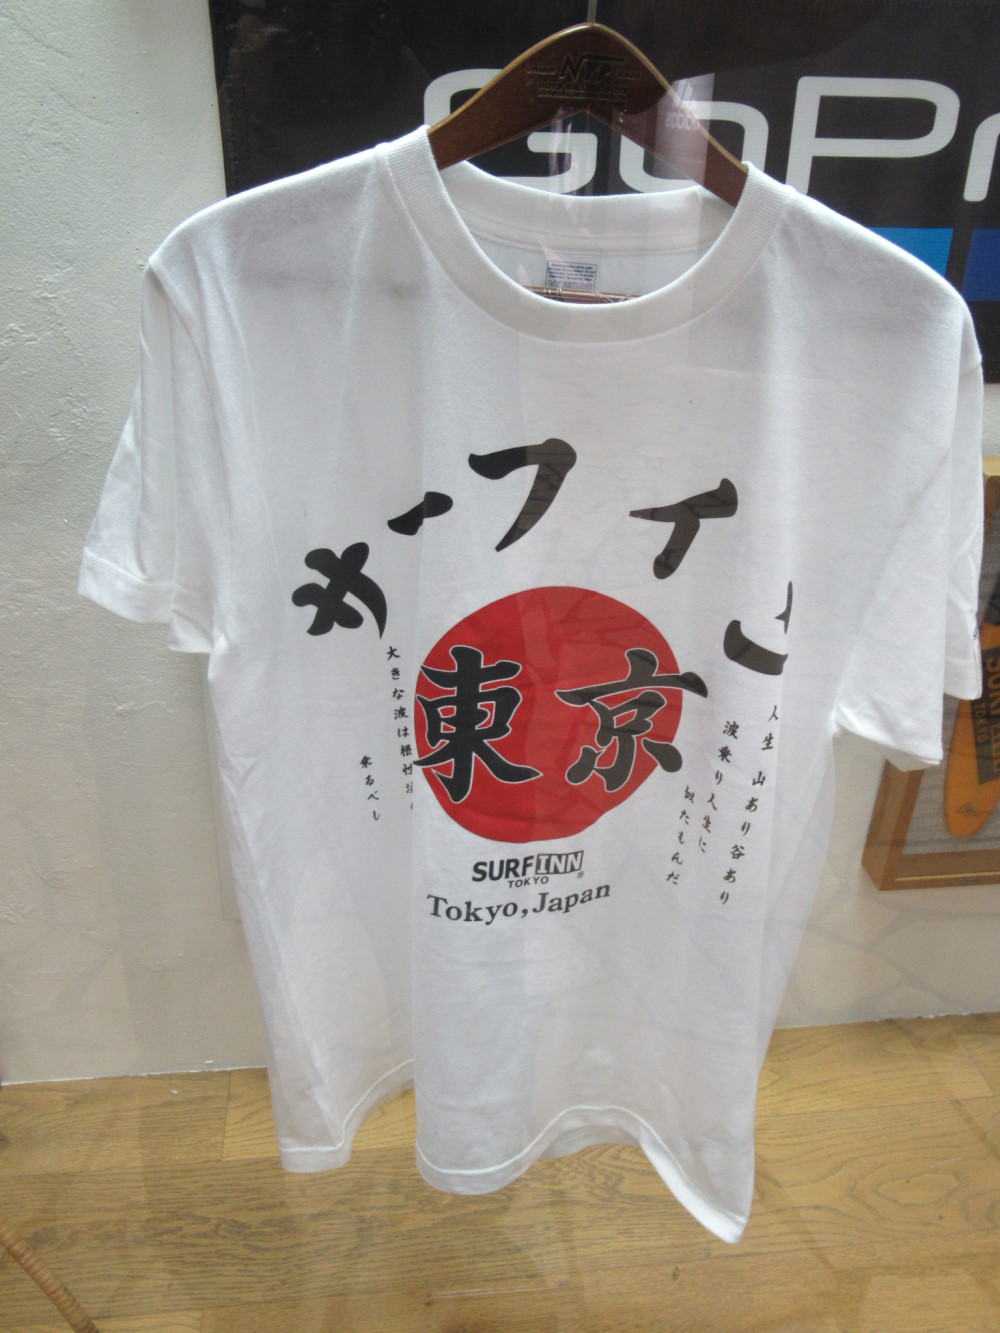 GoPr
サーフィン
東京
人生 山あり谷あり
波乗り人生に
似たもんだ
大きな波は根性
乗るべし
SURF INN
TOKYO
®
Tokyo, Japan